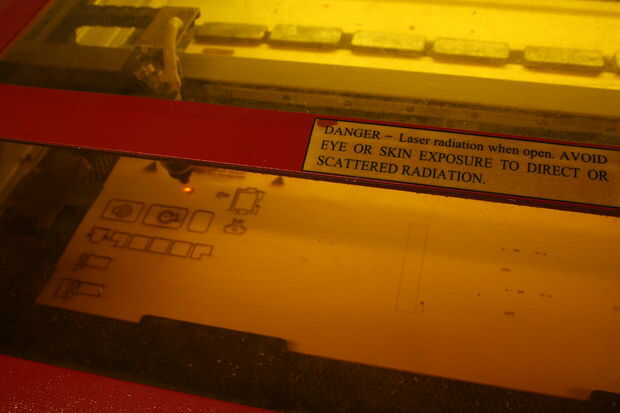 DANGER – Laser radiation when open. AVOID
EYE OR SKIN EXPOSURE TO DIRECT OR
SCATTERED RADIATION.